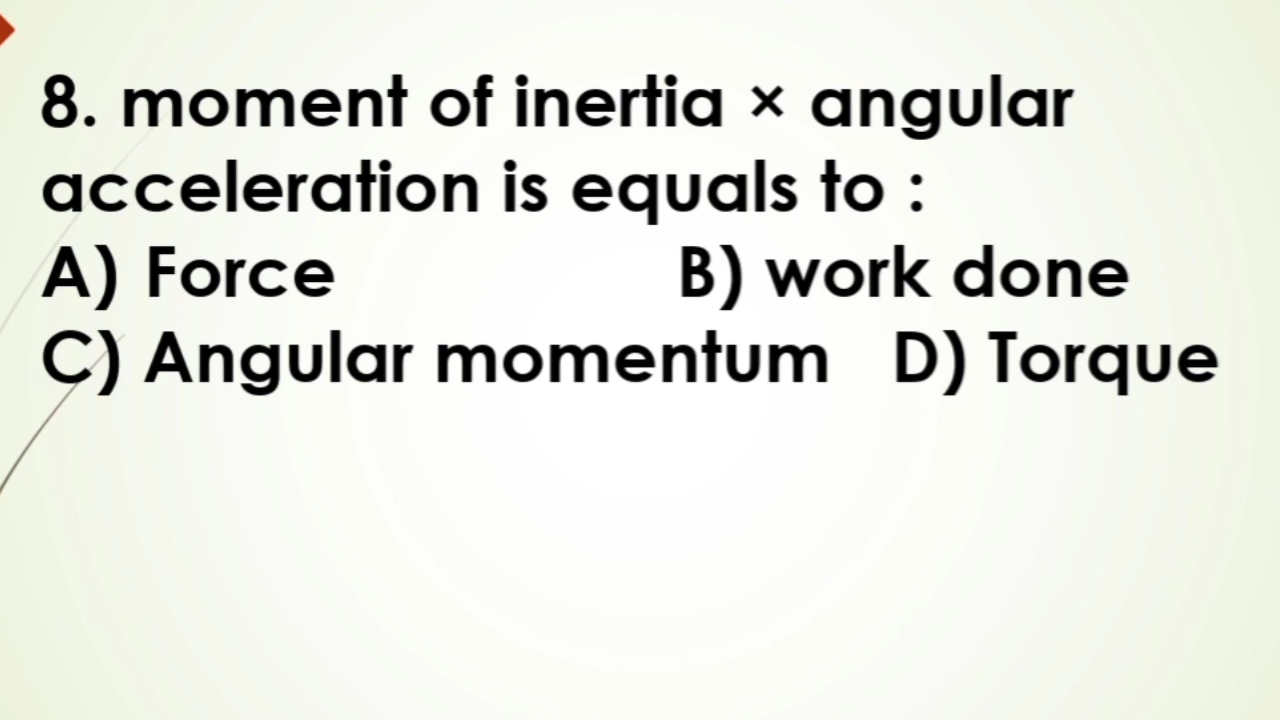 8. moment of inertia × angular
acceleration is equals to :
A) Force B) work done
C) Angular momentum D) Torque